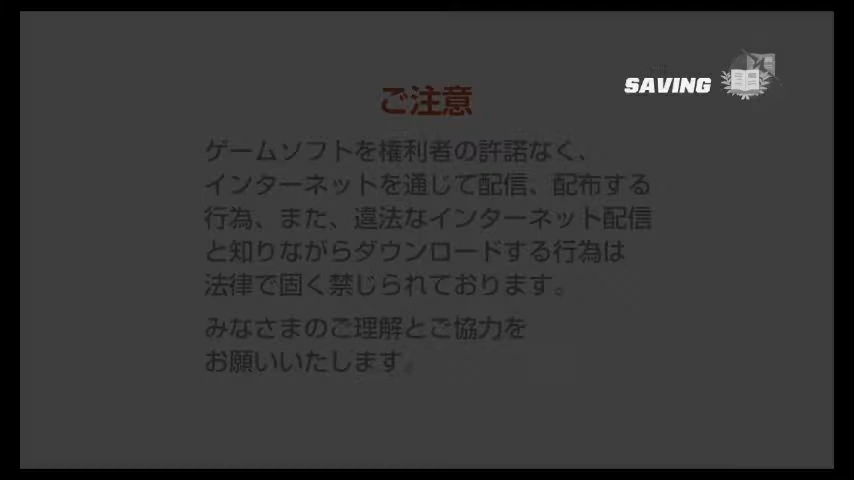 SAVING
ご注意
ゲームソフトを権利者の許諾なく、
インターネットを通じて配信、配布する
行為、また、違法なインターネット配信
と知りながらダウンロードする行為は
法律で固く禁じられております。
みなさまのご理解とご協力を
お願いいたします。